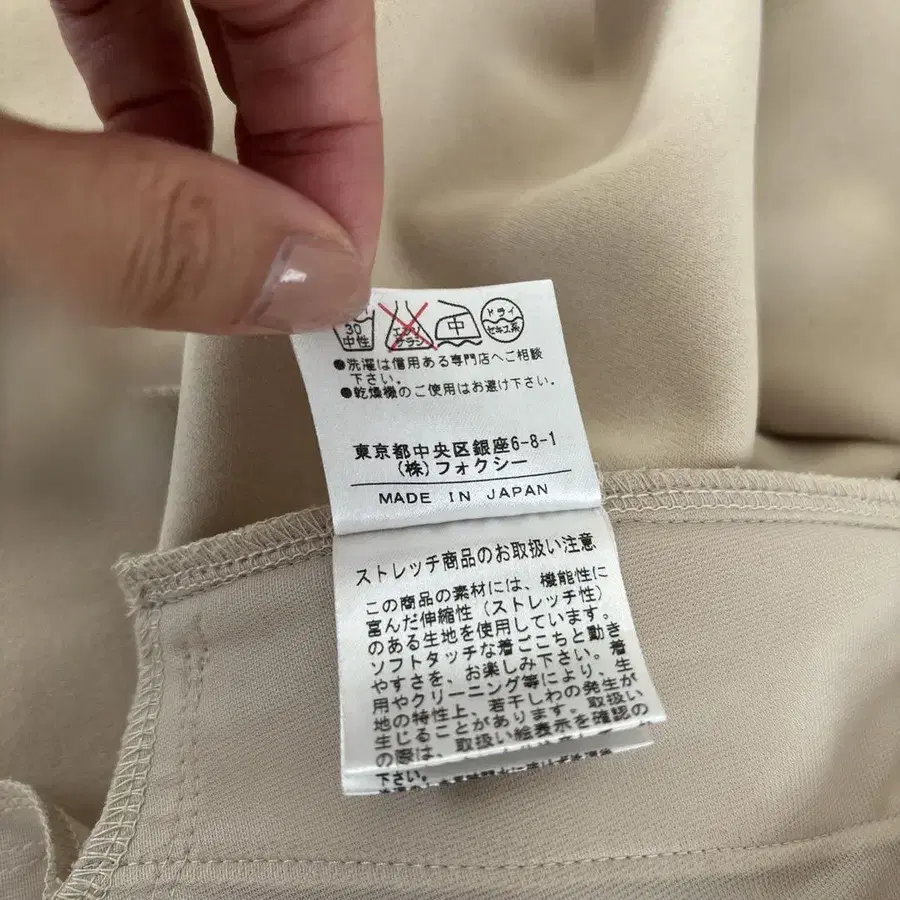 30
中性
エンソ
サラシ
中
ドライ
セキユ系
●洗濯は信用ある専門店へご相談
下さい。
●乾燥機のご使用はお避け下さい。
東京都中央区銀座6-8-1
(株)フォクシー
MADE IN JAPAN
ストレッチ商品のお取扱い注意
この商品の素材には、機能性に
富んだ伸縮性(ストレッチ性)
のある生地を使用しています。
ソフトタッチな着ごこちと動き
やすさを、お楽しみ下さい。着
用やクリーニング等により、生
地の特性上、若干しわの発生が
生じることがあります。取扱い
の際は、取扱い絵表示を確認の
下さい。